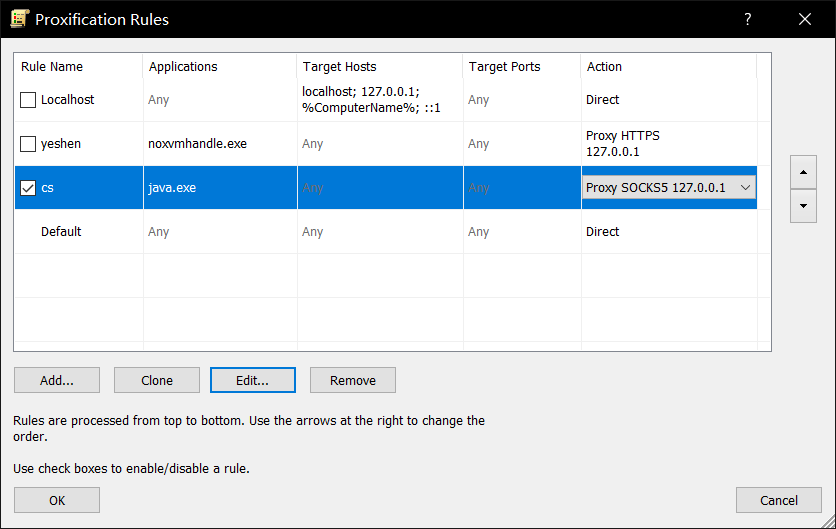 Proxification Rules
Rule Name Applications Target Hosts Target Ports Action
Localhost Any localhost; 127.0.0.1; %ComputerName%; ::1 Any Direct
yeshen noxvmhandle.exe Any Any Proxy HTTPS 127.0.0.1
cs java.exe Any Any Proxy SOCKS5 127.0.0.1
Default Any Any Any Direct
Add... Clone Edit... Remove
Rules are processed from top to bottom. Use the arrows at the right to change the
order.
Use check boxes to enable/disable a rule.
OK Cancel